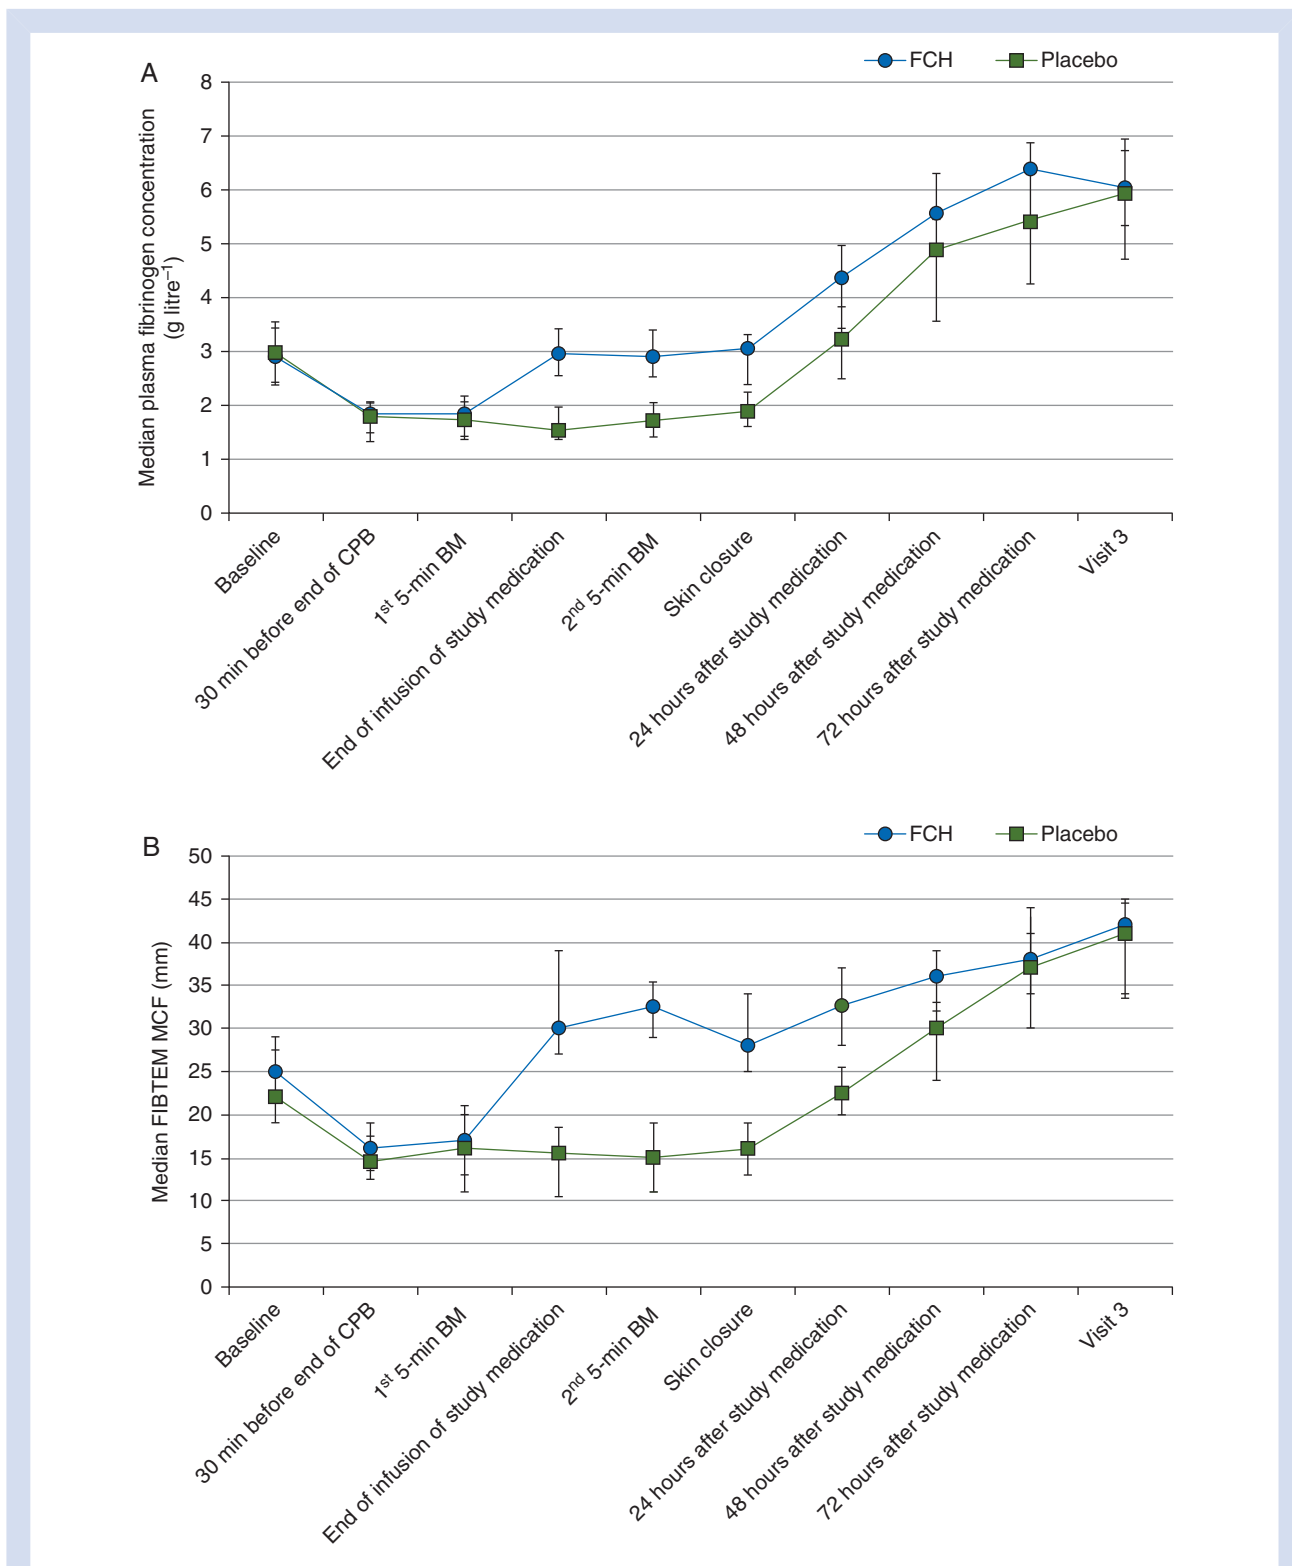 A
FCH
Placebo
Median plasma fibrinogen concentration
(g litre⁻¹)
8
7
6
5
4
3
2
1
0
Baseline
30 min before end of CPB
1st 5-min BM
End of infusion of study medication
2nd 5-min BM
Skin closure
24 hours after study medication
48 hours after study medication
72 hours after study medication
Visit 3
B
FCH
Placebo
Median FIBTEM MCF (mm)
50
45
40
35
30
25
20
15
10
5
0
Baseline
30 min before end of CPB
1st 5-min BM
End of infusion of study medication
2nd 5-min BM
Skin closure
24 hours after study medication
48 hours after study medication
72 hours after study medication
Visit 3